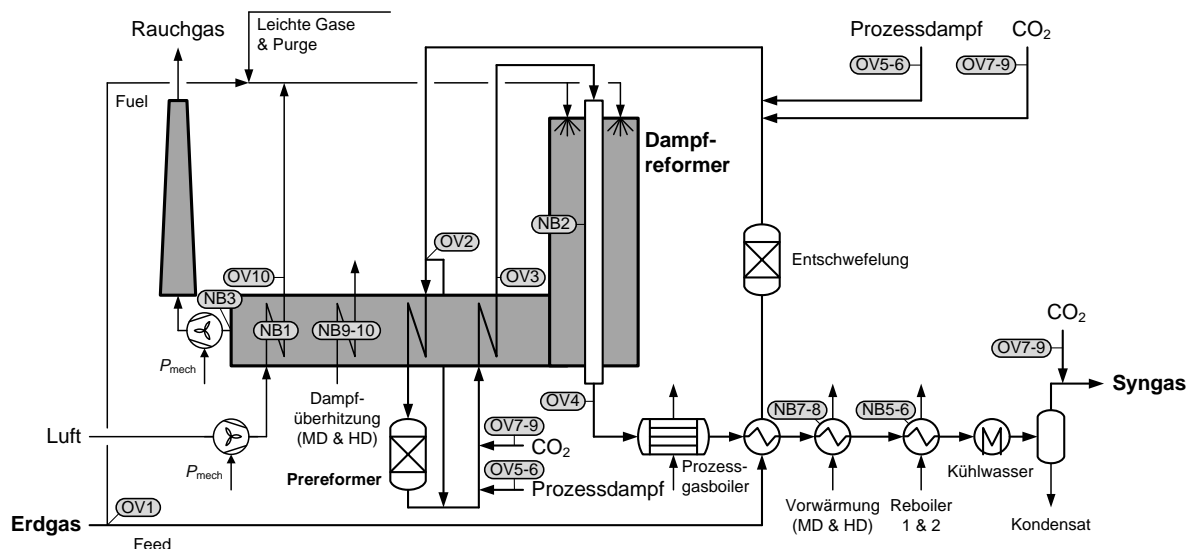 Leichte Gase
& Purge
Rauchgas
Prozessdampf
CO2
OV5-6
OV7-9
Fuel
Dampf-
reformer
NB2
OV2
OV3
OV10
Entschwefelung
NB3
NB1
NB9-10
CO2
OV7-9
Pmech
Syngas
Dampf-
überhitzung
(MD & HD)
OV4
NB7-8
NB5-6
Luft
OV7-9
CO2
Kühlwasser
Pmech
Prereformer
OV5-6
Prozessdampf
Prozess-
gasboiler
Vorwärmung
(MD & HD)
Reboiler
1 & 2
Kondensat
OV1
Erdgas
Feed